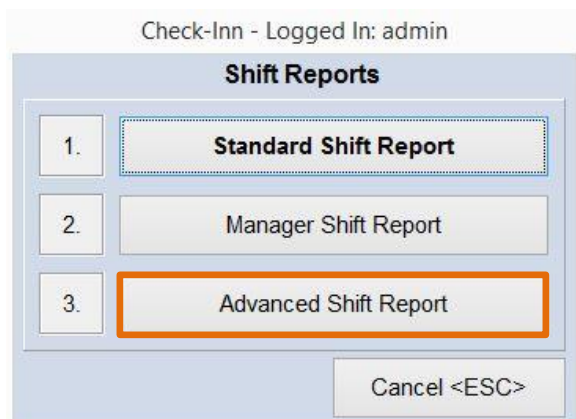 Check-Inn - Logged In: admin
Shift Reports
1. Standard Shift Report
2. Manager Shift Report
3. Advanced Shift Report
Cancel <ESC>